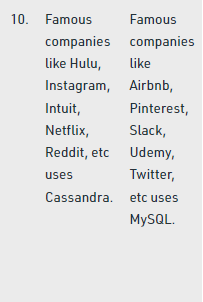 10.
Famous
companies
like Hulu,
Instagram,
Intuit,
Netflix,
Reddit, etc
uses
Cassandra.
Famous
companies
like
Airbnb,
Pinterest,
Slack,
Udemy,
Twitter,
etc uses
MySQL.